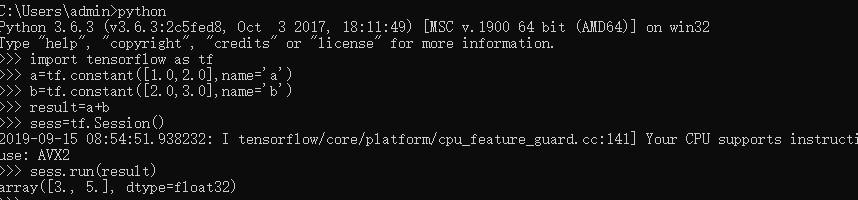 C:\Users\admin>python
Python 3.6.3 (v3.6.3:2c5fed8, Oct  3 2017, 18:11:49) [MSC v.1900 64 bit (AMD64)] on win32
Type "help", "copyright", "credits" or "license" for more information.
>>> import tensorflow as tf
>>> a=tf.constant([1.0,2.0],name='a')
>>> b=tf.constant([2.0,3.0],name='b')
>>> result=a+b
>>> sess=tf.Session()
2019-09-15 08:54:51.938232: I tensorflow/core/platform/cpu_feature_guard.cc:141] Your CPU supports instructi
use: AVX2
>>> sess.run(result)
array([3., 5.], dtype=float32)
>>>